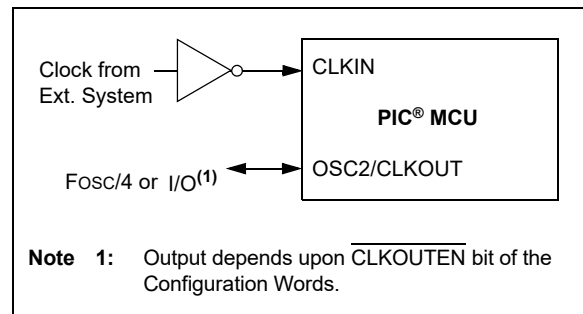 Clock from
Ext. System
CLKIN
PIC® MCU
FOSC/4 or I/O(1)
OSC2/CLKOUT
Note 1: Output depends upon CLKOUTEN bit of the
Configuration Words.